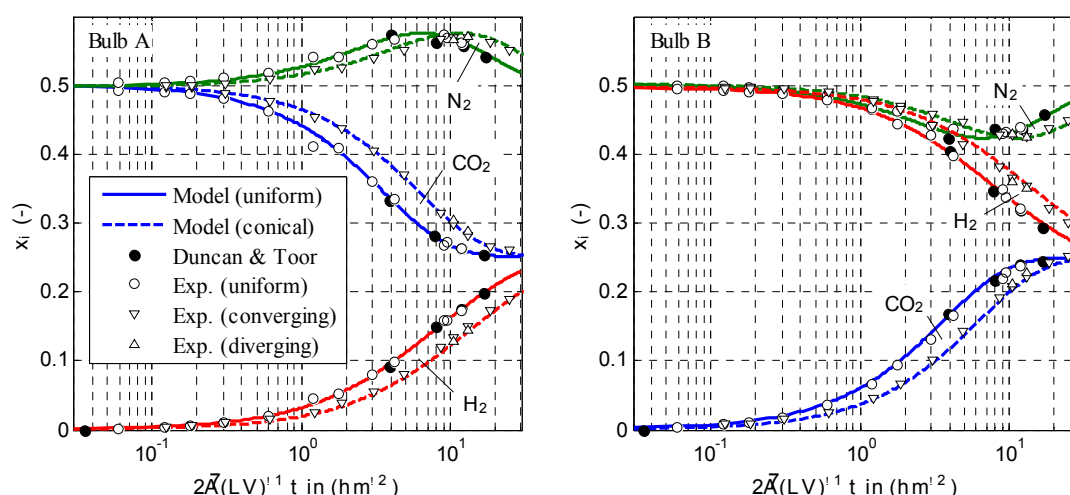 Bulb A
N2
CO2
H2
Model (uniform)
Model (conical)
Duncan & Toor
Exp. (uniform)
Exp. (converging)
Exp. (diverging)
0.5
0.4
0.3
0.2
0.1
0
xi (-)
10-1 100 101
Bulb B
N2
H2
CO2
0.5
0.4
0.3
0.2
0.1
0
xi (-)
10-1 100 101